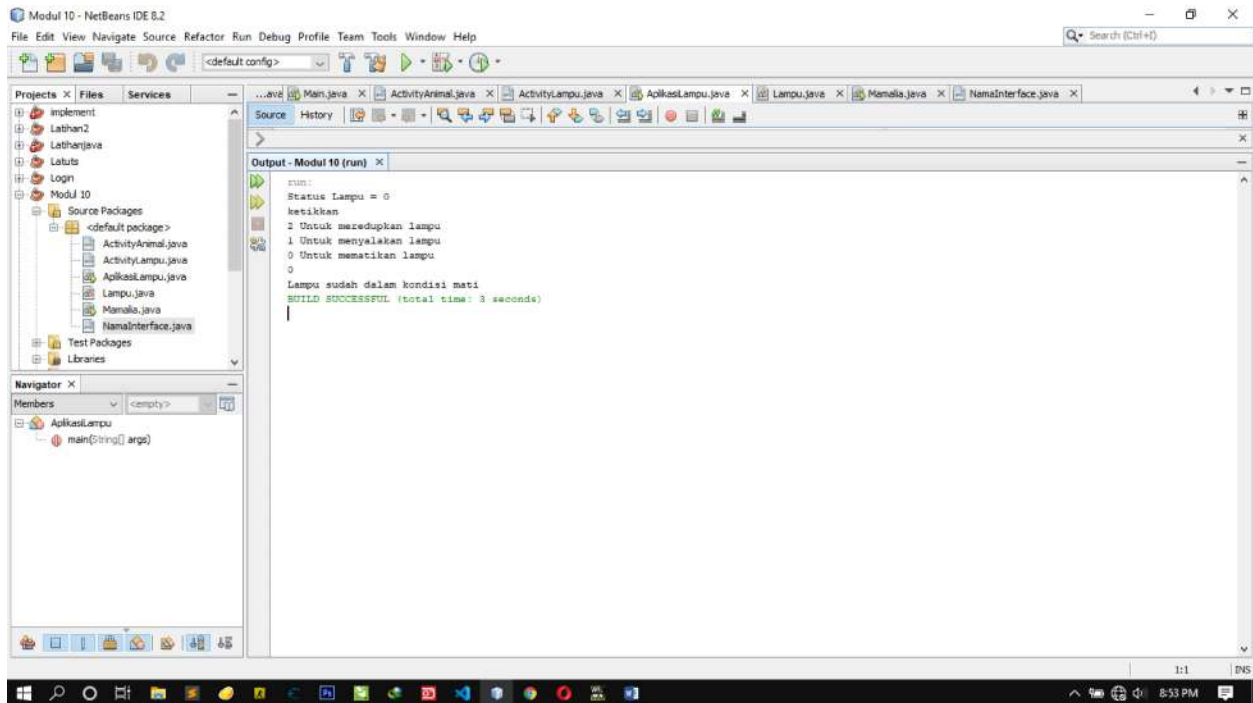 Modul 10 - NetBeans IDE 8.2
File Edit View Navigate Source Refactor Run Debug Profile Team Tools Window Help
Search (Ctrl+I)
<default config>
Projects Files Services
implement
Latihan2
Latihanjava
Latuts
Login
Modul 10
Source Packages
<default package>
ActivityAnimal.java
ActivityLampu.java
AplikasiLampu.java
Lampu.java
Mamalia.java
NamaInterface.java
Test Packages
Libraries
Navigator
Members <empty>
AplikasiLampu
main(String[] args)
...ava Main.java ActivityAnimal.java ActivityLampu.java AplikasiLampu.java Lampu.java Mamalia.java NamaInterface.java
Source History
Output - Modul 10 (run)
run:
Status Lampu = 0
ketikkan
2 Untuk meredupkan lampu
1 Untuk menyalakan lampu
0 Untuk mematikan lampu
0
Lampu sudah dalam kondisi mati
BUILD SUCCESSFUL (total time: 3 seconds)
1:1 INS
8:53 PM